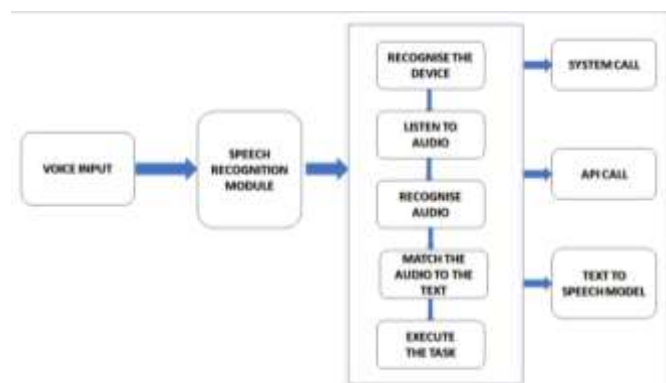 VOICE INPUT
SPEECH
RECOGNITION
MODULE
RECOGNISE THE
DEVICE
LISTEN TO
AUDIO
RECOGNISE
AUDIO
MATCH THE
AUDIO TO THE
TEXT
EXECUTE
THE TASK
SYSTEM CALL
API CALL
TEXT TO
SPEECH MODEL